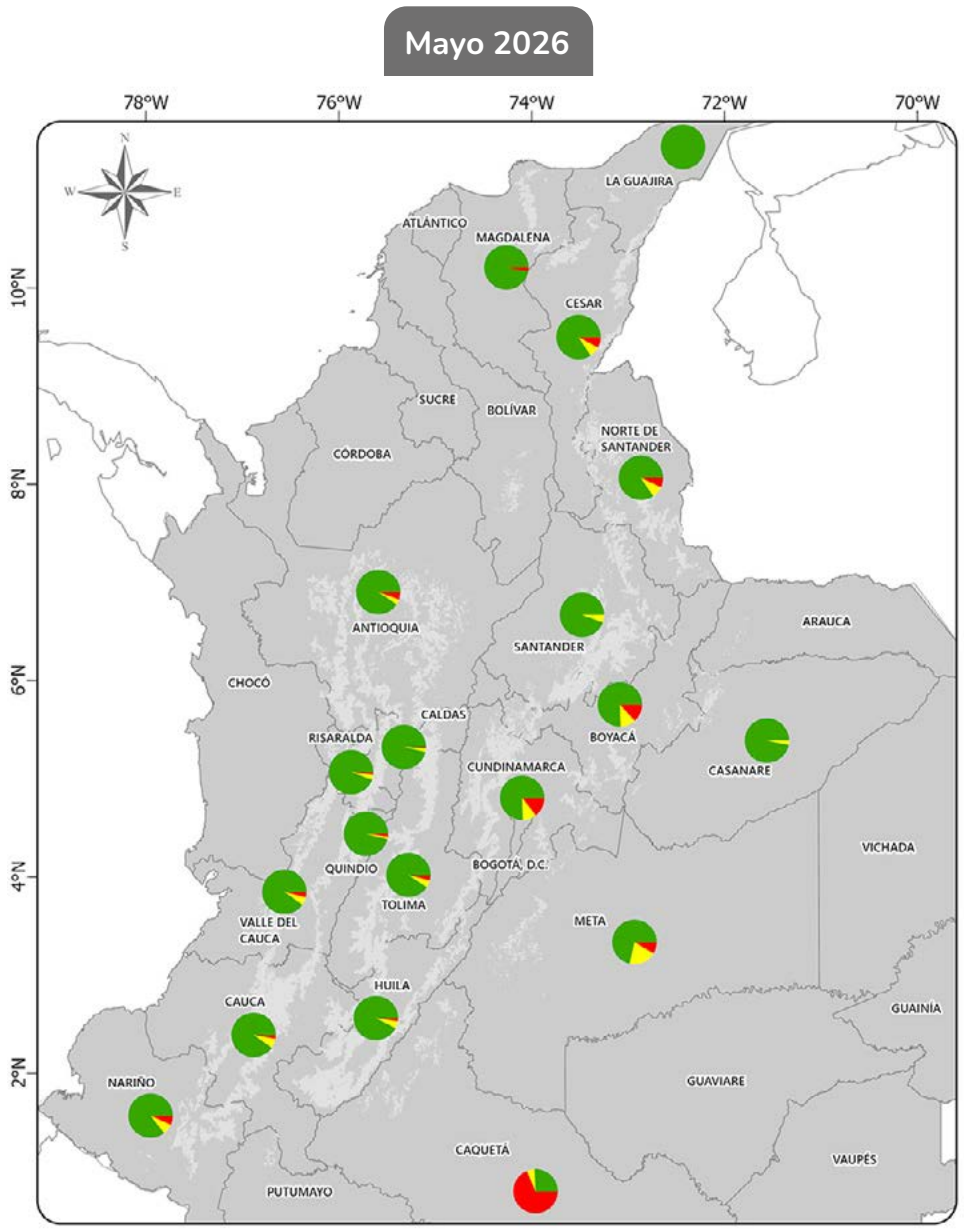 Mayo 2026
78°W 76°W 74°W 72°W 70°W
N
W E
S
LA GUAJIRA
ATLÁNTICO
MAGDALENA
10°N
CESAR
SUCRE
BOLÍVAR
NORTE DE
SANTANDER
CÓRDOBA
8°N
ANTIOQUIA
ARAUCA
SANTANDER
6°N
CHOCÓ
CALDAS
RISARALDA
BOYACÁ
CUNDINAMARCA
CASANARE
VICHADA
QUINDIO
BOGOTÁ, D.C.
4°N
TOLIMA
VALLE DEL
CAUCA
META
HUILA
CAUCA
GUAINÍA
2°N
NARIÑO
GUAVIARE
CAQUETÁ
VAUPÉS
PUTUMAYO